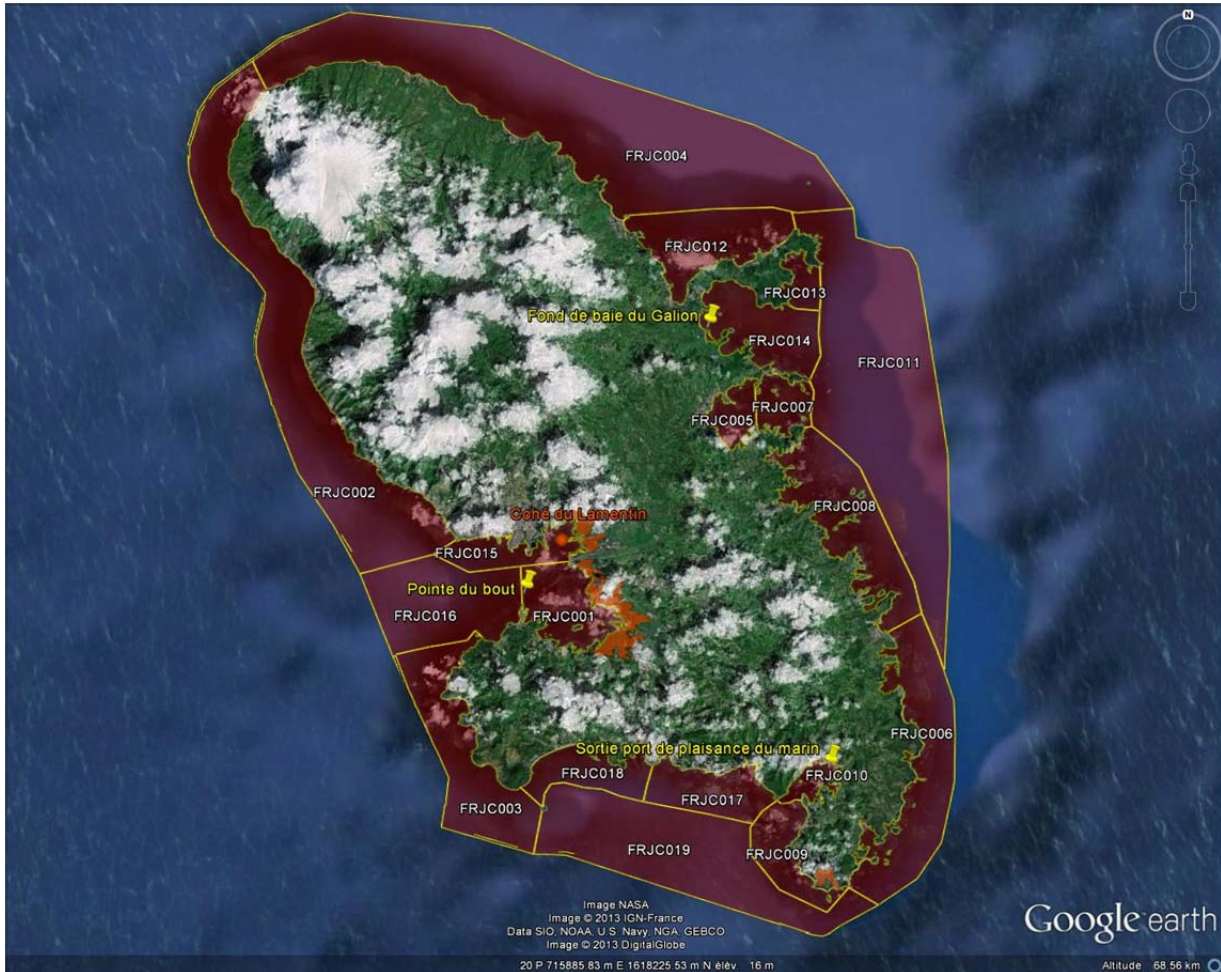 N
FRJC004
FRJC012
FRJC013
Fond de baie du Galion
FRJC014
FRJC011
FRJC007
FRJC005
FRJC002
FRJC008
Cohé du Lamentin
FRJC015
Pointe du bout
FRJC016
FRJC001
FRJC006
Sortie port de plaisance du marin
FRJC018
FRJC010
FRJC017
FRJC003
FRJC019
FRJC009
Image NASA
Image © 2013 IGN-France
Data SIO, NOAA, U.S. Navy, NGA, GEBCO
Image © 2013 DigitalGlobe
Google earth
20 P 715885.83 m E 1618225.53 m N élév. 16 m
Altitude 68.56 km